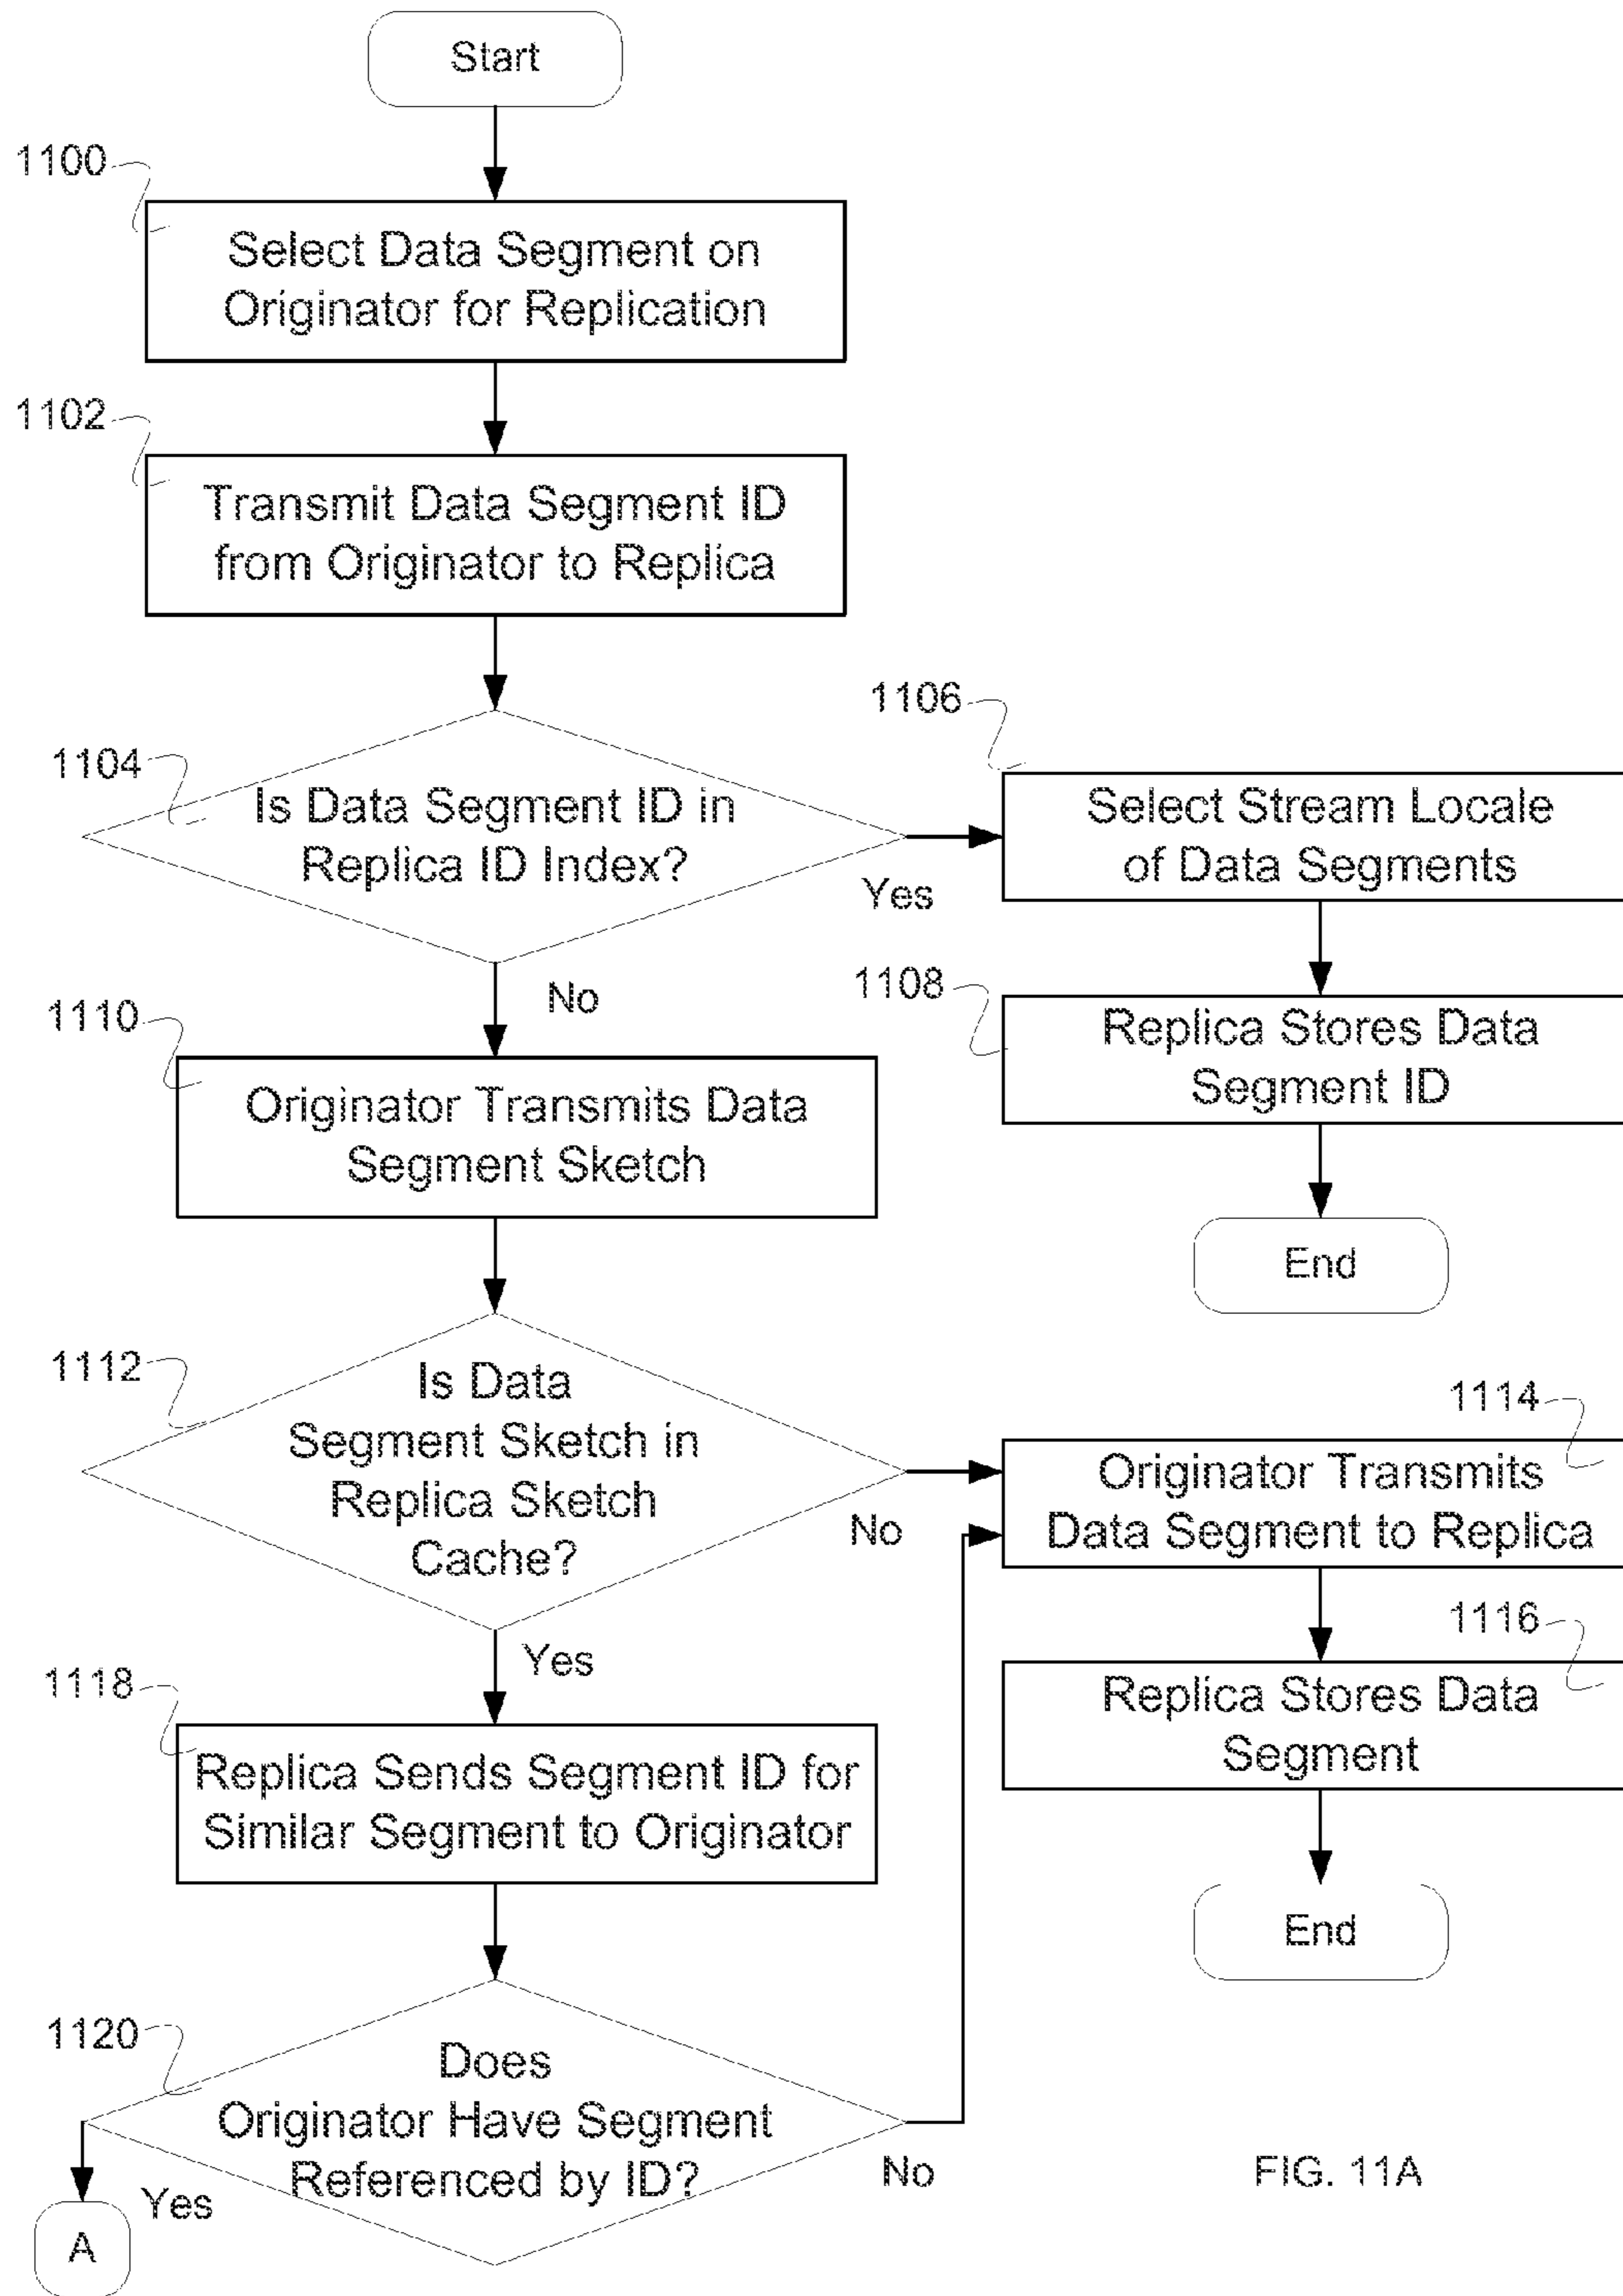 Start
1100
Select Data Segment on
Originator for Replication
1102
Transmit Data Segment ID
from Originator to Replica
1104
Is Data Segment ID in
Replica ID Index?
Yes
No
1106
Select Stream Locale
of Data Segments
1108
Replica Stores Data
Segment ID
End
1110
Originator Transmits Data
Segment Sketch
1112
Is Data
Segment Sketch in
Replica Sketch
Cache?
No
Yes
1114
Originator Transmits
Data Segment to Replica
1116
Replica Stores Data
Segment
End
1118
Replica Sends Segment ID for
Similar Segment to Originator
1120
Does
Originator Have Segment
Referenced by ID?
No
Yes
A
FIG. 11A